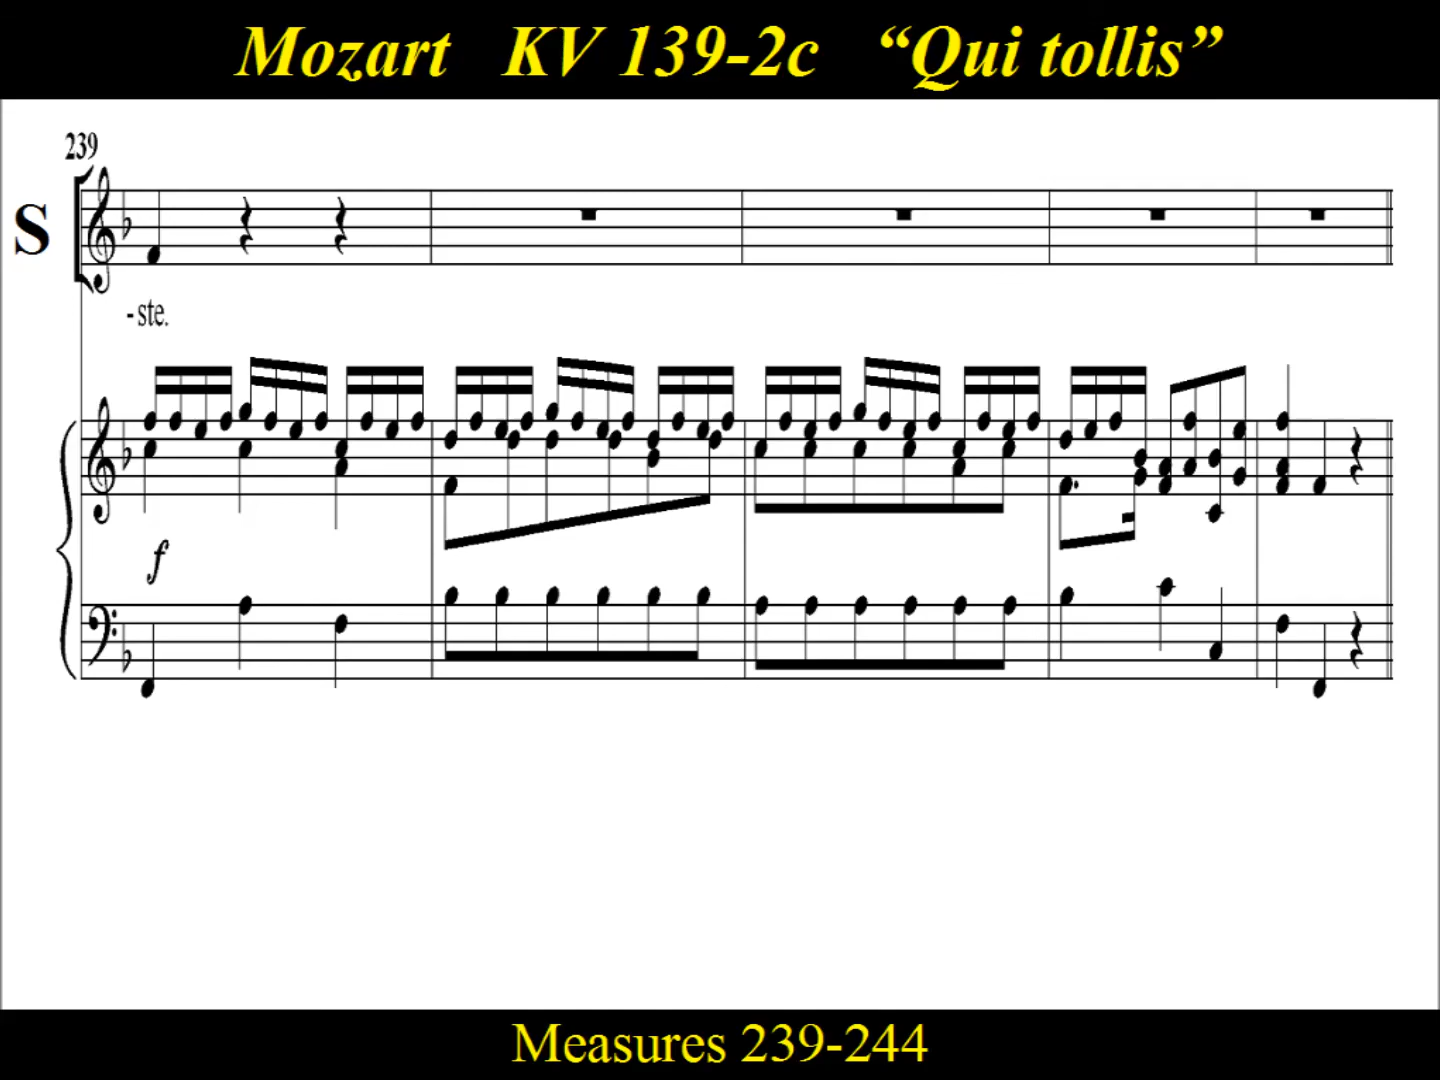 Mozart KV 139-2c “Qui tollis”
239
S
- ste.
f
Measures 239-244